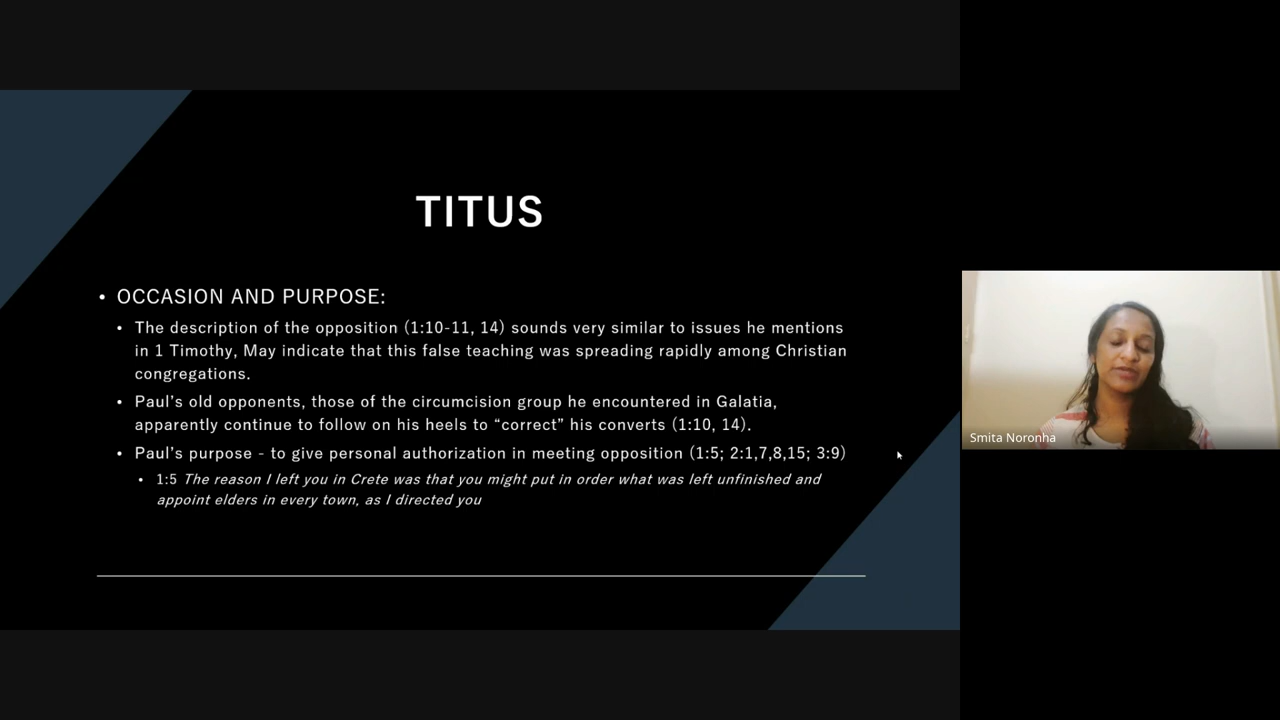 TITUS
• OCCASION AND PURPOSE:
• The description of the opposition (1:10-11, 14) sounds very similar to issues he mentions
in 1 Timothy, May indicate that this false teaching was spreading rapidly among Christian
congregations.
• Paul's old opponents, those of the circumcision group he encountered in Galatia,
apparently continue to follow on his heels to “correct” his converts (1:10, 14).
• Paul's purpose - to give personal authorization in meeting opposition (1:5; 2:1,7,8,15; 3:9)
• 1:5 The reason I left you in Crete was that you might put in order what was left unfinished and
appoint elders in every town, as I directed you
Smita Noronha